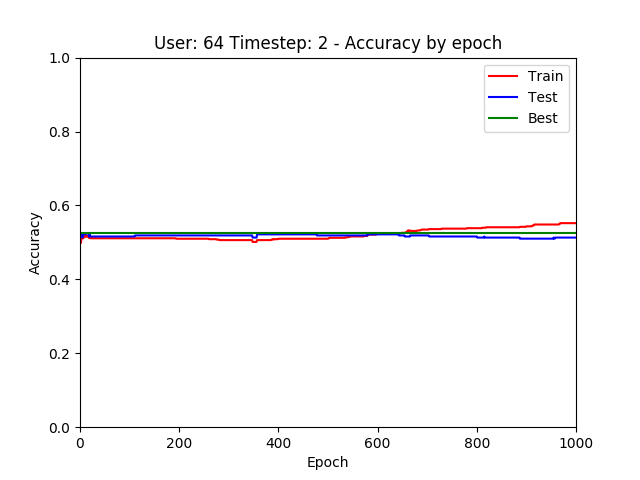 User: 64 Timestep: 2 - Accuracy by epoch
1.0
0.8
0.6
0.4
0.2
0.0
Accuracy
Train
Test
Best
0 200 400 600 800 1000
Epoch